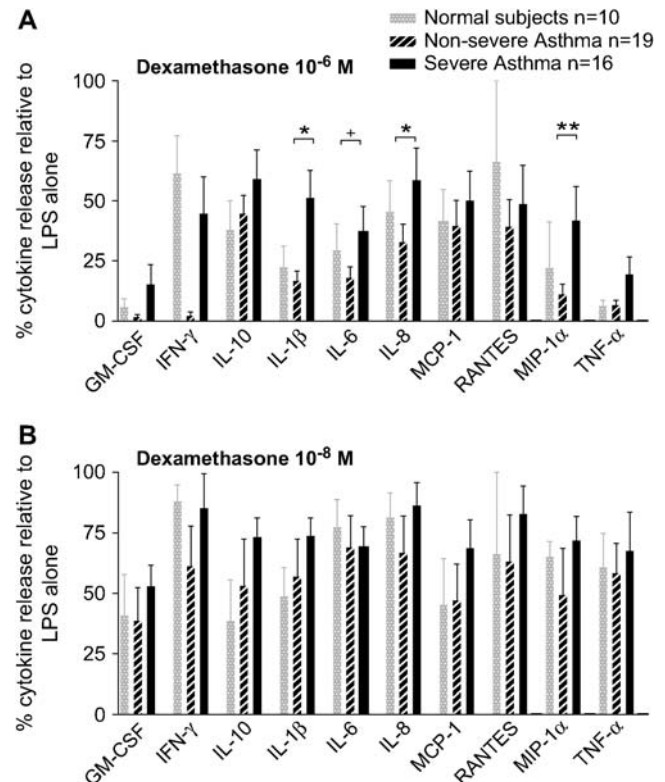 A
Normal subjects n=10
Non-severe Asthma n=19
Severe Asthma n=16
Dexamethasone 10⁻⁶ M
% cytokine release relative to
LPS alone
100
75
50
25
0
*
+
*
**
GM-CSF
IFN-γ
IL-10
IL-1β
IL-6
IL-8
MCP-1
RANTES
MIP-1α
TNF-α
B
Dexamethasone 10⁻⁸ M
% cytokine release relative to
LPS alone
100
75
50
25
0
GM-CSF
IFN-γ
IL-10
IL-1β
IL-6
IL-8
MCP-1
RANTES
MIP-1α
TNF-α